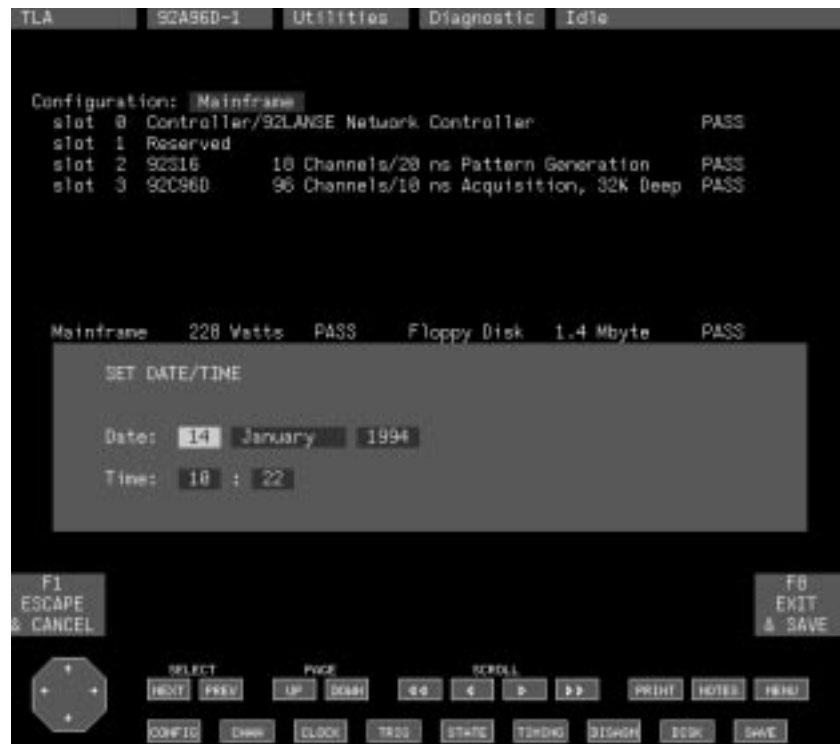 TLA 92A96D-1 Utilities Diagnostic Idle
Configuration: Mainframe
slot 0 Controller/92LANSE Network Controller PASS
slot 1 Reserved
slot 2 92S16 18 Channels/20 ns Pattern Generation PASS
slot 3 92C96D 96 Channels/10 ns Acquisition, 32K Deep PASS
Mainframe 220 Watts PASS Floppy Disk 1.4 Mbyte PASS
SET DATE/TIME
Date: 14 January 1994
Time: 10 : 22
F1 F8
ESCAPE EXIT
& CANCEL & SAVE
SELECT PAGE SCROLL
NEXT PREV UP DOWN PRINT NOTES MENU
CONFIG CHAN CLOCK TRIG STATE TIMING DISASM DISK SAVE